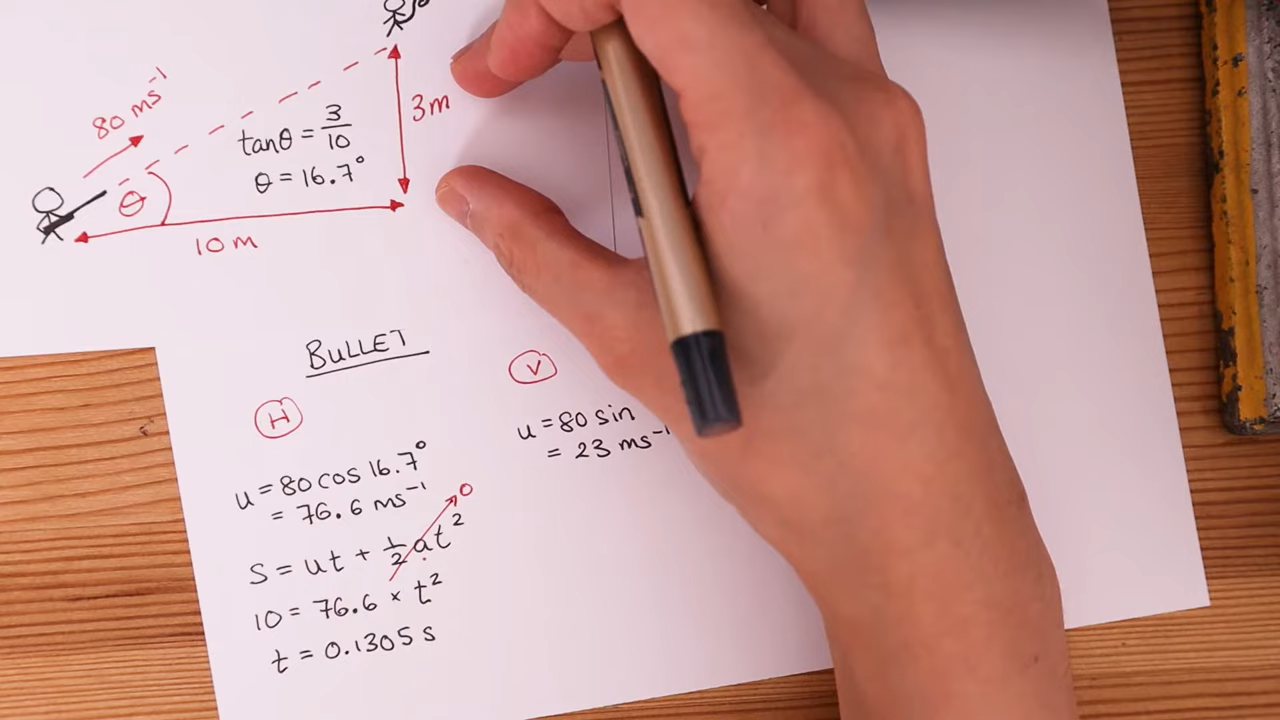 80 ms⁻¹
3m
tanθ = 3/10
θ = 16.7°
θ
10 m
BULLET
H
u = 80 cos 16.7°
= 76.6 ms⁻¹
s = ut + ½at² 0
10 = 76.6 × t²
t = 0.1305 s
V
u = 80 sin
= 23 ms⁻¹